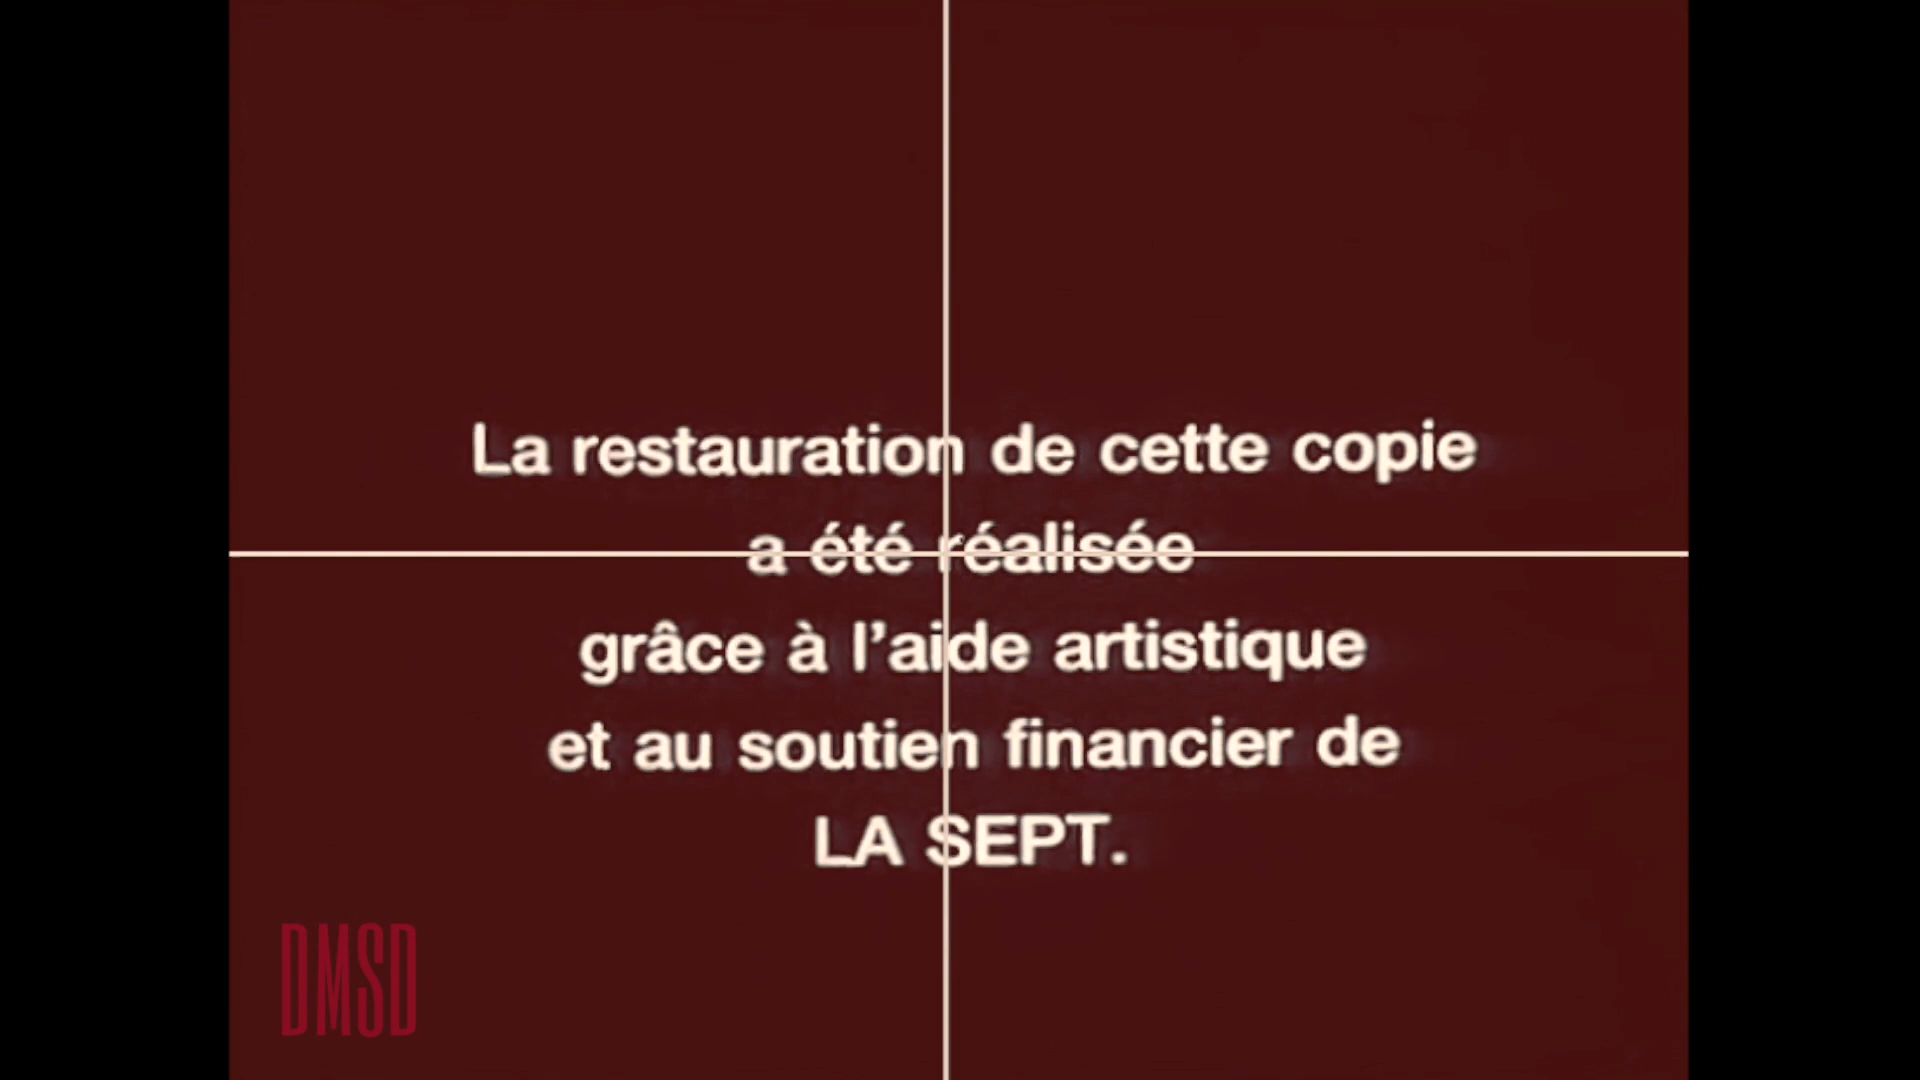 La restauration de cette copie
a été réalisée
grâce à l’aide artistique
et au soutien financier de
LA SEPT.
DMSD